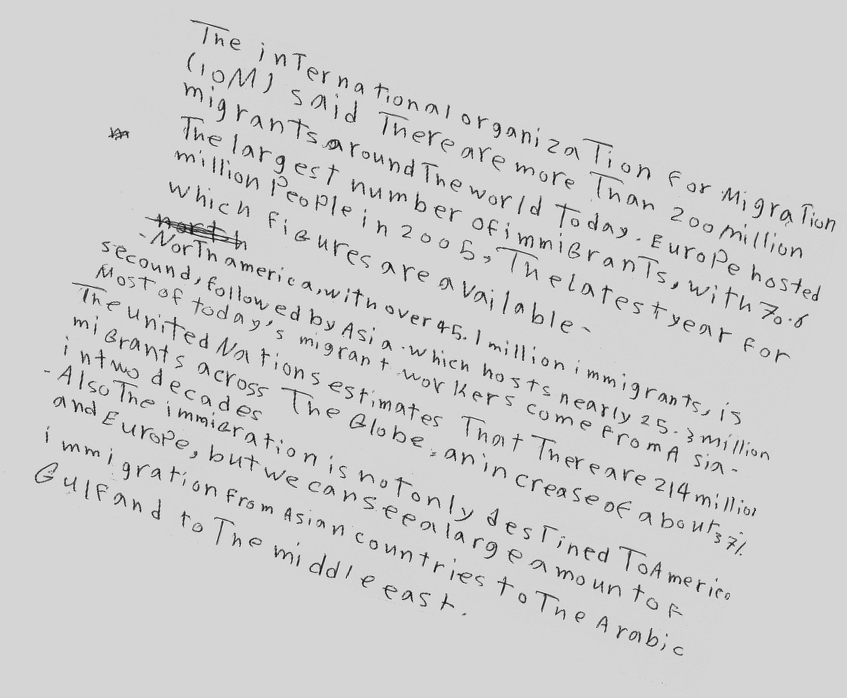 The international organization for Migration
(IOM) said There are more Than 200 million
migrants around The world Today. Europe hosted
The largest number of immigrants, with 70.6
million People in 2005, The latest year for
which figures are available-
-North america, with over 45.1 million immigrants, is
secound, followed by Asia which hosts nearly 25.3 million
Most of today's migrant workers come from Asia-
The united Nations estimates That There are 214 million
migrants across The Globe, an increase of about 37%
in two decades
-Also The immigration is not only destined To Americo
and Europe, but we can see a large amount of
immigration from Asian countries to The Arabic
Gulf and to The middle east.